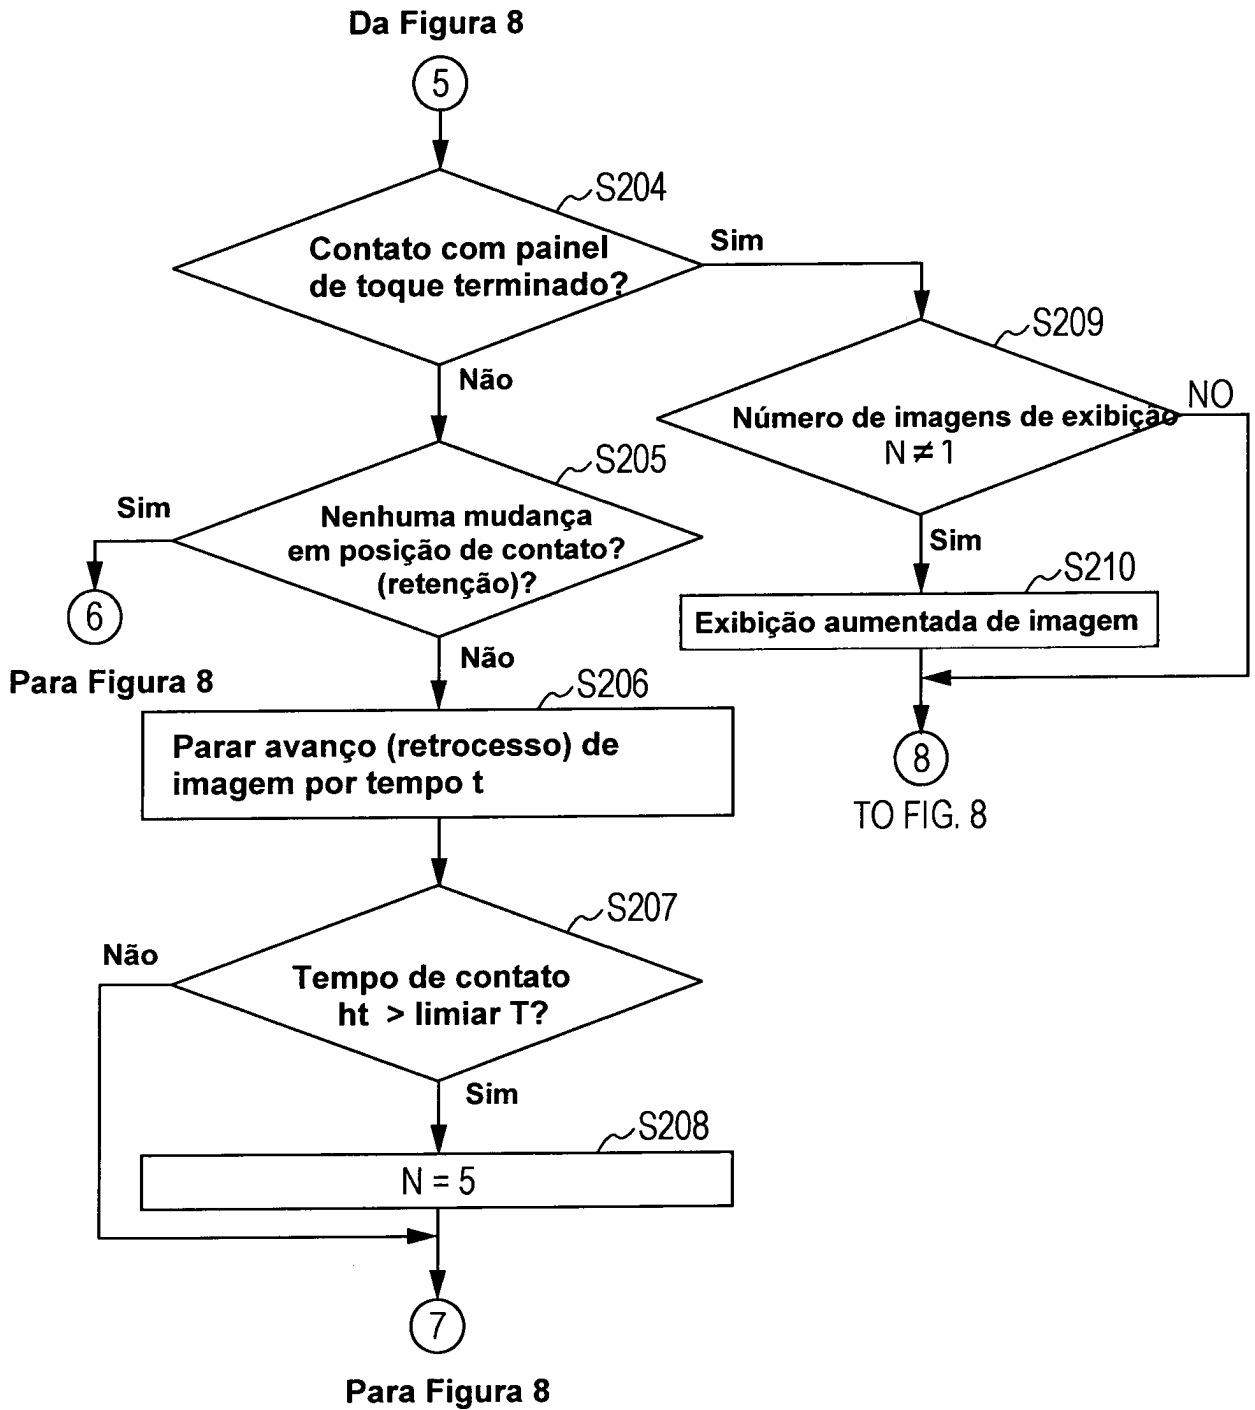 Da Figura 8
5
S204
Contato com painel
de toque terminado?
Sim
Não
S209
Número de imagens de exibição
N ≠ 1
NO
Sim
S205
Nenhuma mudança
em posição de contato?
(retenção)?
Sim
6
Para Figura 8
Não
S210
Exibição aumentada de imagem
8
TO FIG. 8
S206
Parar avanço (retrocesso) de
imagem por tempo t
S207
Tempo de contato
ht > limiar T?
Não
Sim
S208
N = 5
7
Para Figura 8